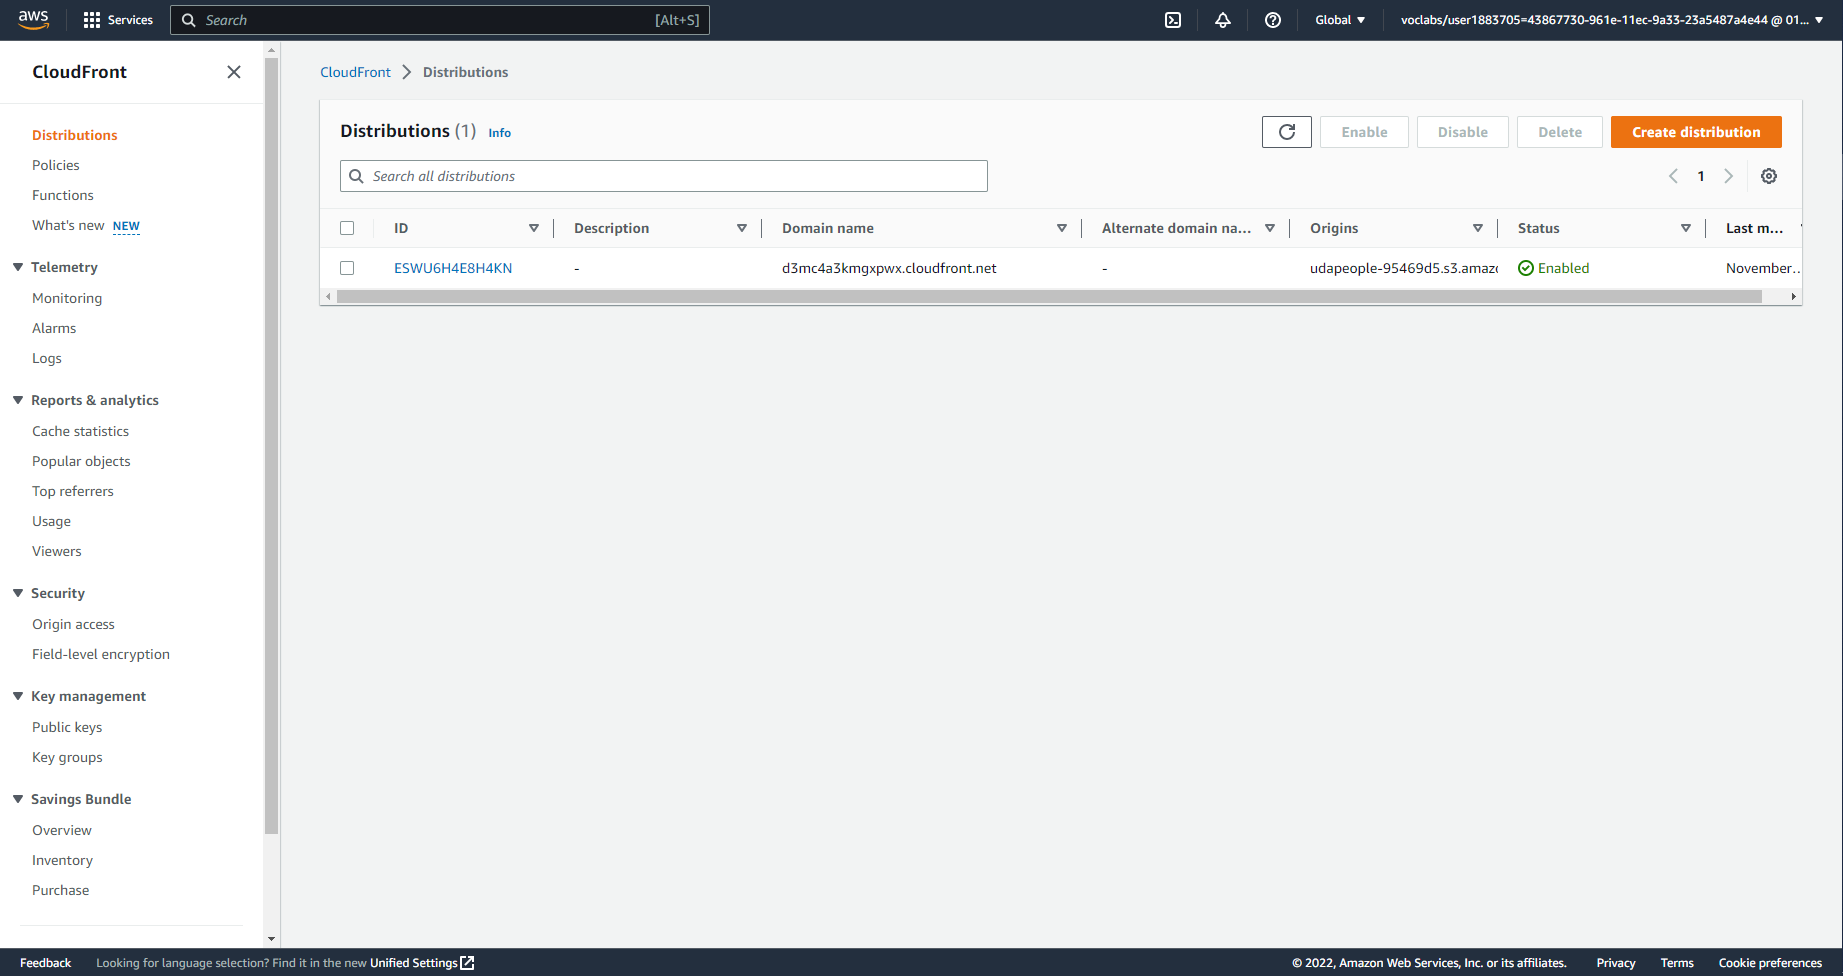 aws
Services
Search
[Alt+S]
Global
voclabs/user1883705=43867730-961e-11ec-9a33-23a5487a4e44 @ 01...
CloudFront
Distributions
Policies
Functions
What's new NEW
Telemetry
Monitoring
Alarms
Logs
Reports & analytics
Cache statistics
Popular objects
Top referrers
Usage
Viewers
Security
Origin access
Field-level encryption
Key management
Public keys
Key groups
Savings Bundle
Overview
Inventory
Purchase
CloudFront > Distributions
Distributions (1) Info
Enable
Disable
Delete
Create distribution
Search all distributions
1
ID Description Domain name Alternate domain na... Origins Status Last m...
ESWU6H4E8H4KN - d3mc4a3kmgxpwx.cloudfront.net - udapeople-95469d5.s3.amazo Enabled November...
Feedback Looking for language selection? Find it in the new Unified Settings
© 2022, Amazon Web Services, Inc. or its affiliates. Privacy Terms Cookie preferences